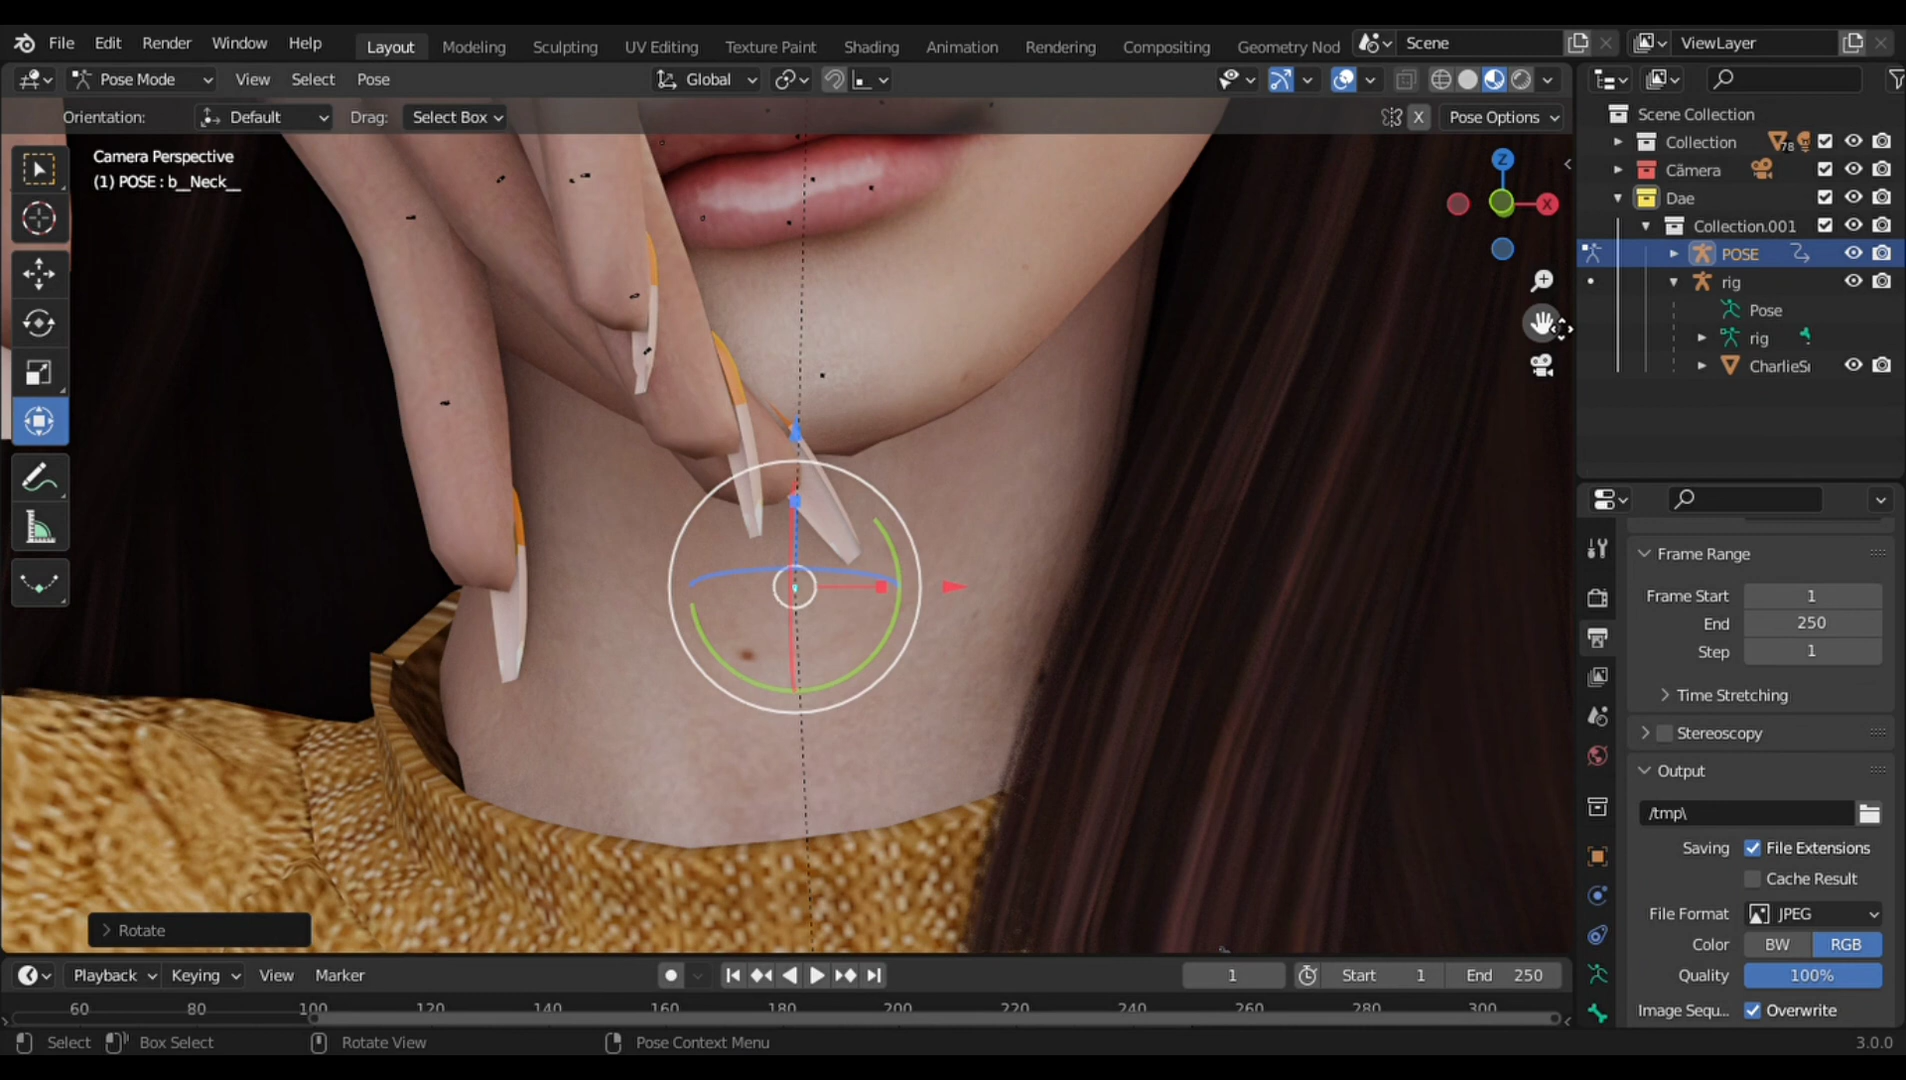 File Edit Render Window Help Layout Modeling Sculpting UV Editing Texture Paint Shading Animation Rendering Compositing Geometry Nod Scene ViewLayer
Pose Mode View Select Pose Global
Orientation: Default Drag: Select Box X Pose Options
Camera Perspective
(1) POSE : b__Neck__
Z
X
Scene Collection
Collection 78
Câmera
Dae
Collection.001
POSE
rig
Pose
rig
CharlieSi
Frame Range
Frame Start 1
End 250
Step 1
Time Stretching
Stereoscopy
Output
/tmp\
Saving File Extensions
Cache Result
File Format JPEG
Color BW RGB
Quality 100%
Image Sequ... Overwrite
Rotate
Playback Keying View Marker 1 Start 1 End 250
60 80 100 120 140 160 180 200 220 240 260 280 300
Select Box Select Rotate View Pose Context Menu 3.0.0